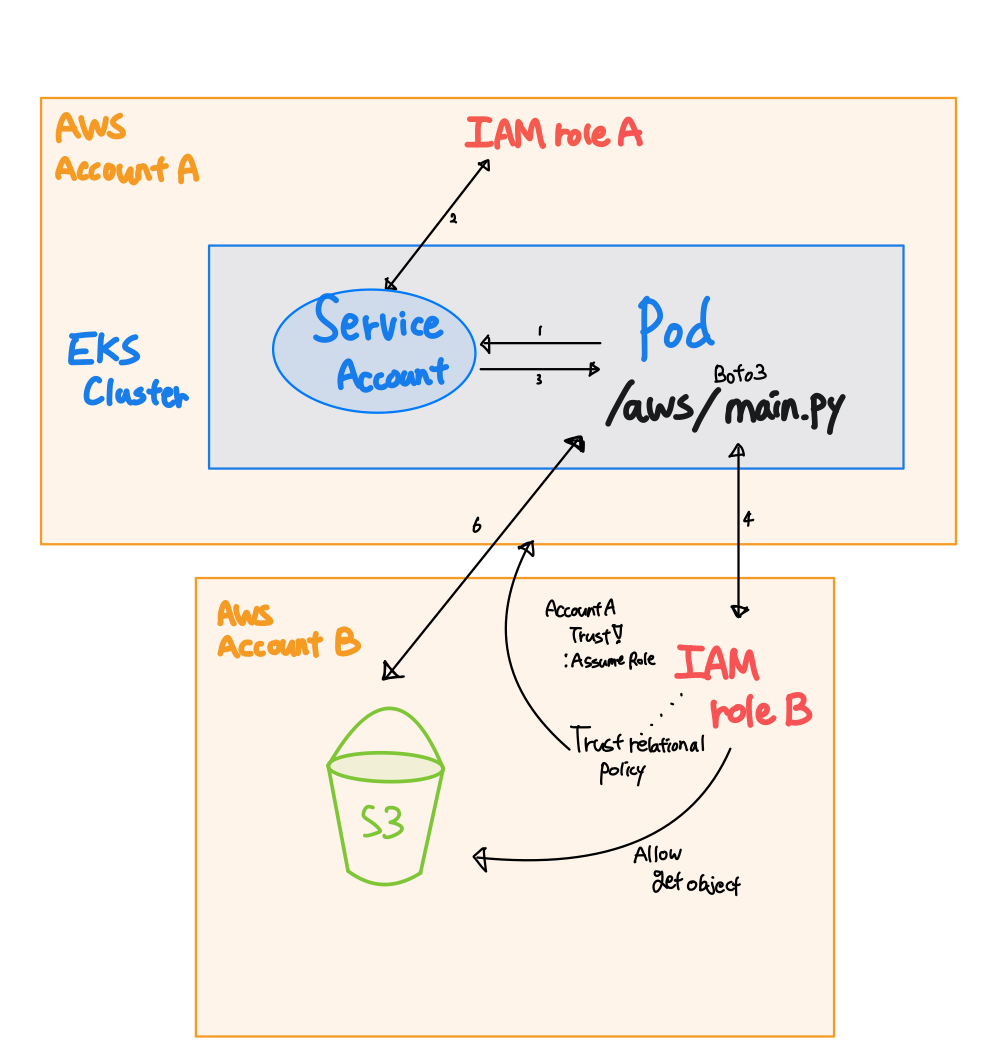 AWS
Account A
IAM role A
2
EKS
Cluster
Service
Account
1
3
Pod
Boto3
/aws/main.py
6
4
AWS
Account B
Account A
Trust!
: Assume Role
IAM
role B
Trust relational
policy
S3
Allow
get object